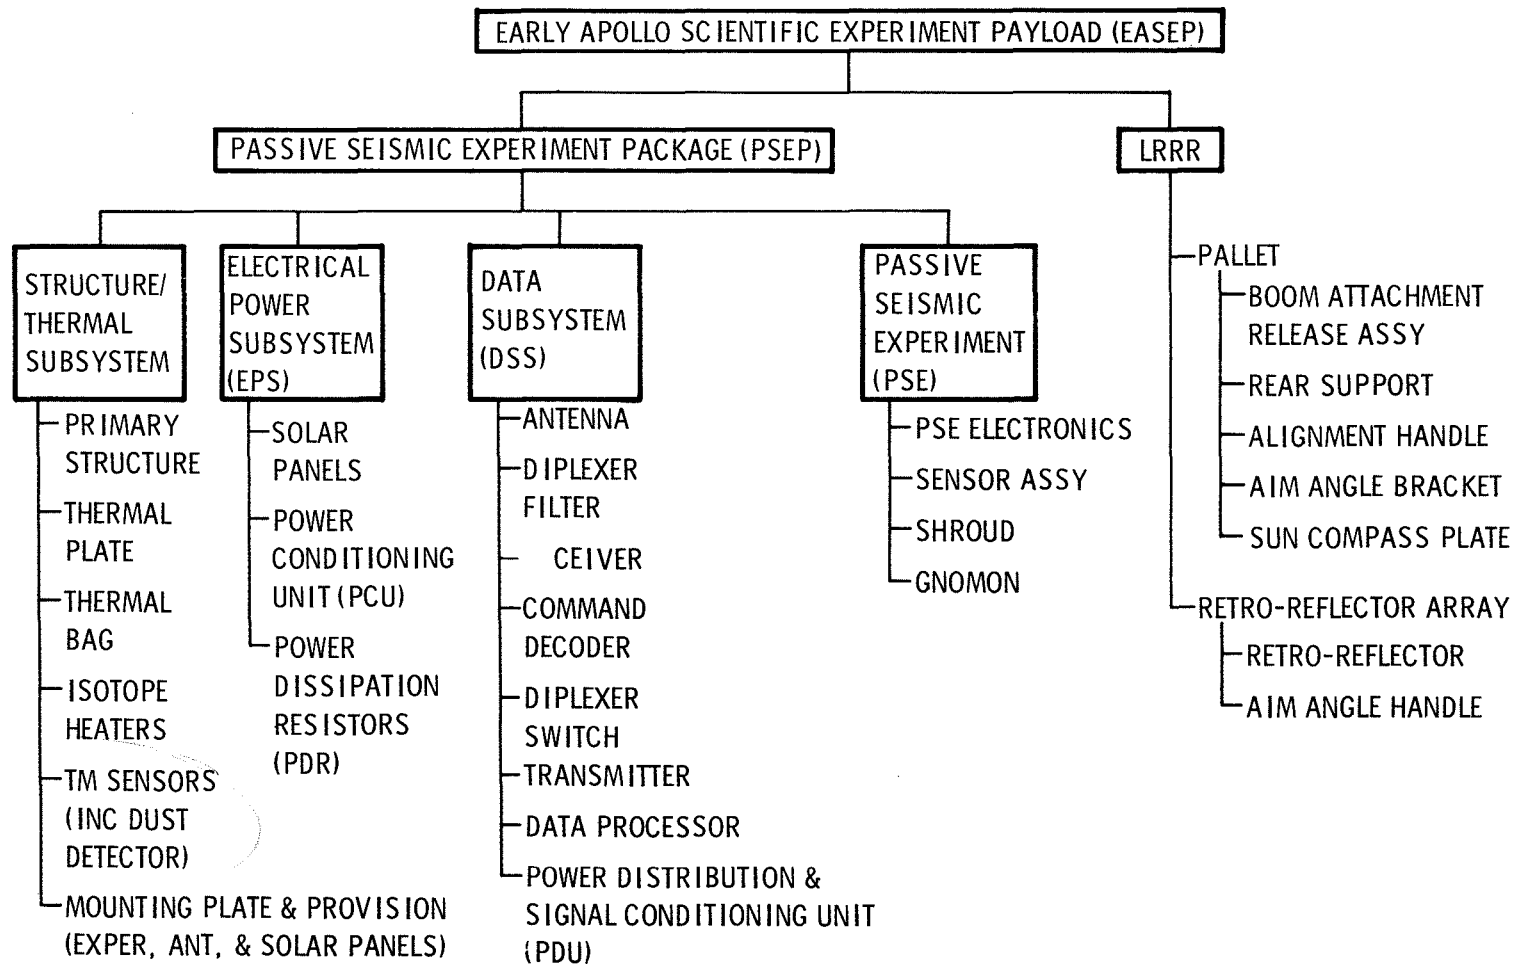 EARLY APOLLO SCIENTIFIC EXPERIMENT PAYLOAD (EASEP)
PASSIVE SEISMIC EXPERIMENT PACKAGE (PSEP)
LRRR
STRUCTURE/
THERMAL
SUBSYSTEM
PRIMARY
STRUCTURE
THERMAL
PLATE
THERMAL
BAG
ISOTOPE
HEATERS
TM SENSORS
(INC DUST
DETECTOR)
MOUNTING PLATE & PROVISION
(EXPER, ANT, & SOLAR PANELS)
ELECTRICAL
POWER
SUBSYSTEM
(EPS)
SOLAR
PANELS
POWER
CONDITIONING
UNIT (PCU)
POWER
DISSIPATION
RESISTORS
(PDR)
DATA
SUBSYSTEM
(DSS)
ANTENNA
DIPLEXER
FILTER
CEIVER
COMMAND
DECODER
DIPLEXER
SWITCH
TRANSMITTER
DATA PROCESSOR
POWER DISTRIBUTION &
SIGNAL CONDITIONING UNIT
(PDU)
PASSIVE
SEISMIC
EXPERIMENT
(PSE)
PSE ELECTRONICS
SENSOR ASSY
SHROUD
GNOMON
PALLET
BOOM ATTACHMENT
RELEASE ASSY
REAR SUPPORT
ALIGNMENT HANDLE
AIM ANGLE BRACKET
SUN COMPASS PLATE
RETRO-REFLECTOR ARRAY
RETRO-REFLECTOR
AIM ANGLE HANDLE